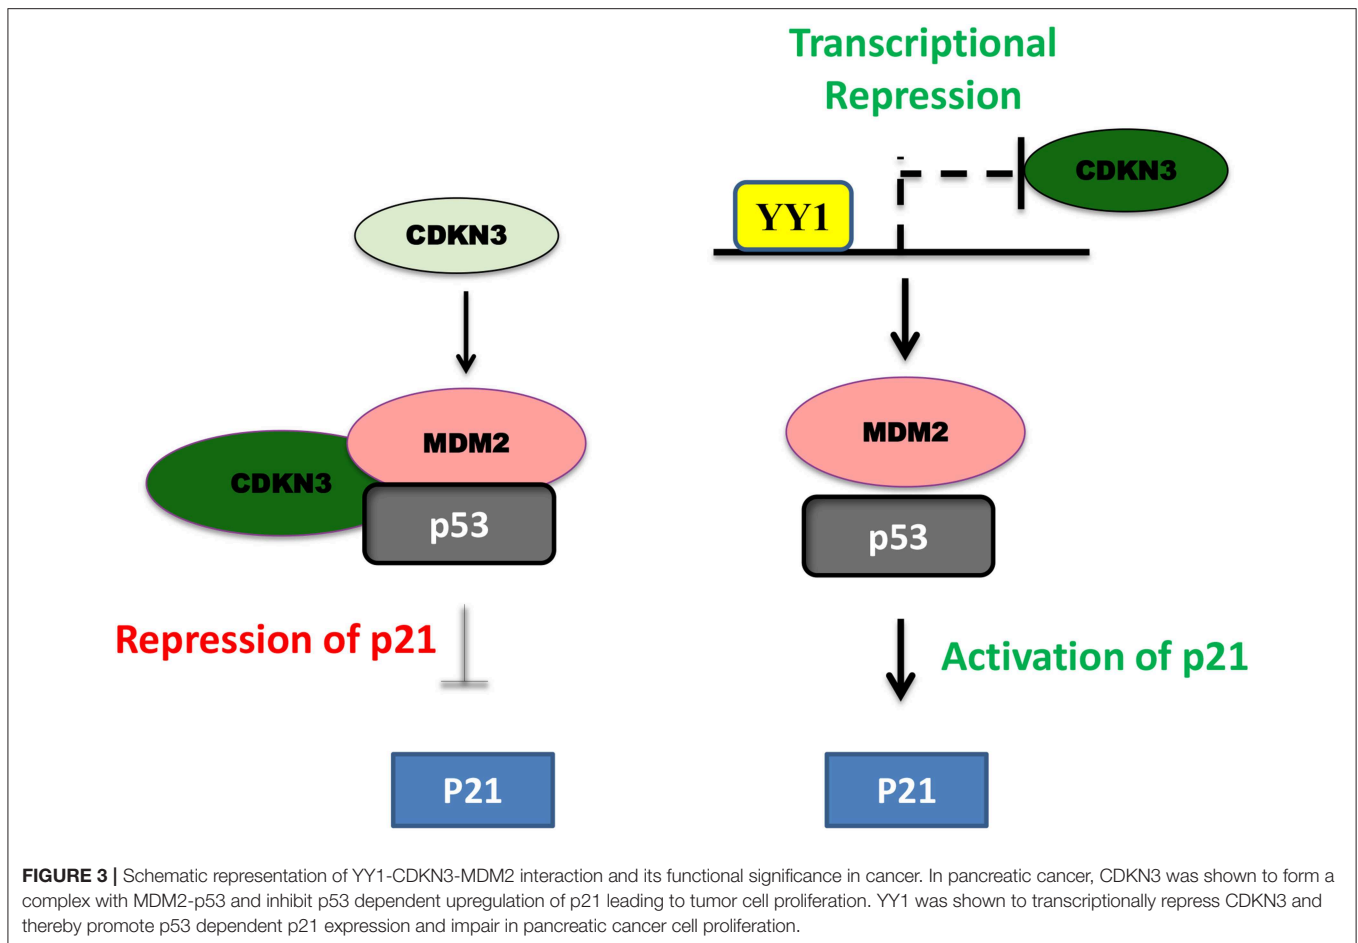 Transcriptional
Repression
CDKN3
YY1
CDKN3
MDM2
CDKN3
p53
MDM2
p53
Repression of p21
Activation of p21
P21
P21
FIGURE 3 | Schematic representation of YY1-CDKN3-MDM2 interaction and its functional significance in cancer. In pancreatic cancer, CDKN3 was shown to form a
complex with MDM2-p53 and inhibit p53 dependent upregulation of p21 leading to tumor cell proliferation. YY1 was shown to transcriptionally repress CDKN3 and
thereby promote p53 dependent p21 expression and impair in pancreatic cancer cell proliferation.